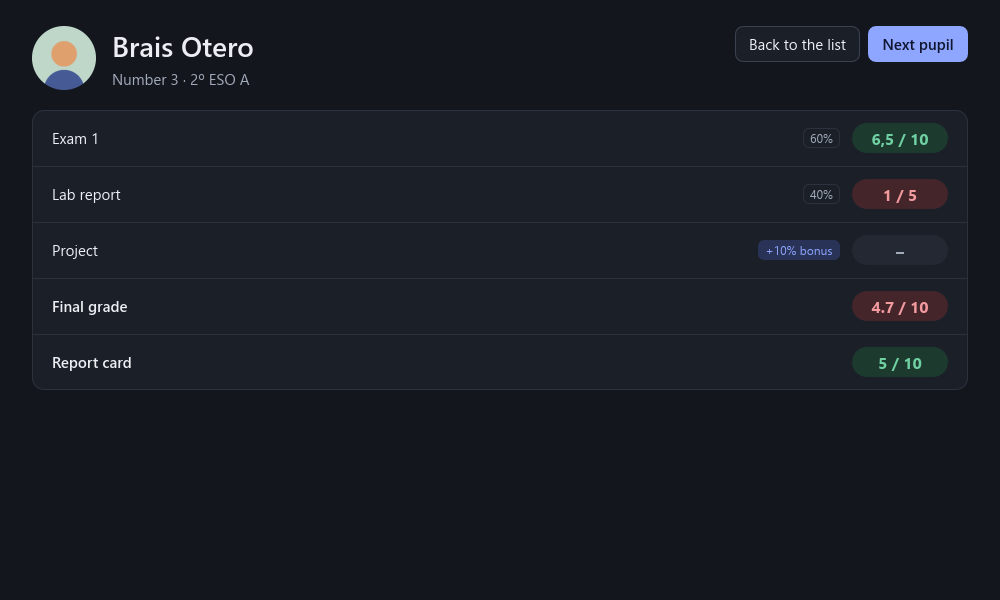 Brais Otero
Number 3 · 2º ESO A
Back to the list
Next pupil
Exam 1
60%
6,5 / 10
Lab report
40%
1 / 5
Project
+10% bonus
–
Final grade
4.7 / 10
Report card
5 / 10